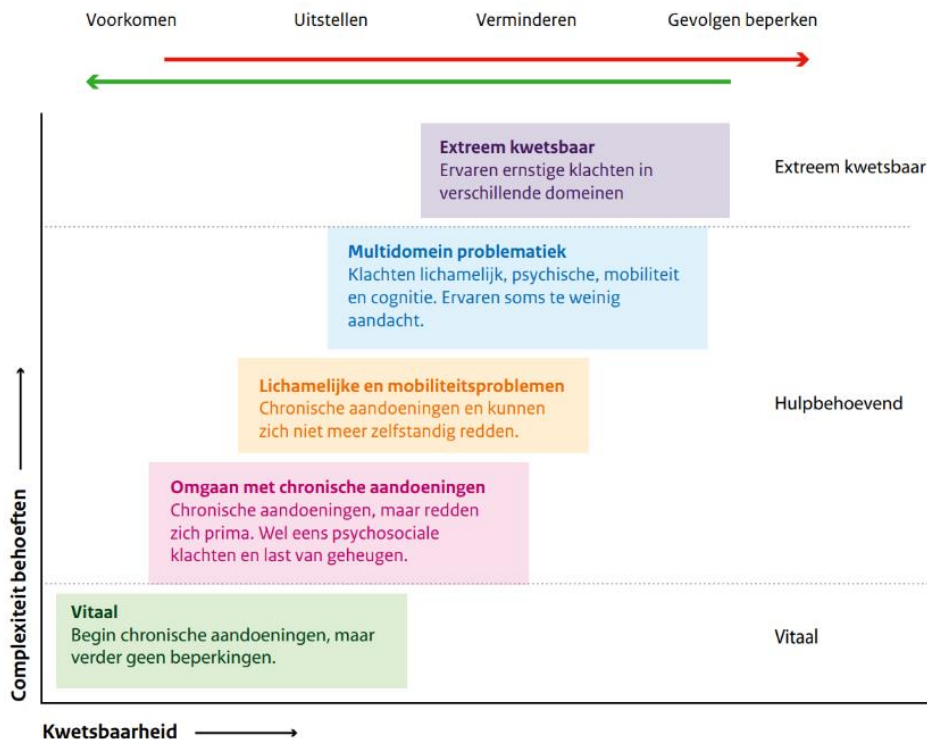 Voorkomen
Uitstellen
Verminderen
Gevolgen beperken
Extreem kwetsbaar
Ervaren ernstige klachten in
verschillende domeinen
Extreem kwetsbaar
Multidomein problematiek
Klachten lichamelijk, psychische, mobiliteit
en cognitie. Ervaren soms te weinig
aandacht.
Lichamelijke en mobiliteitsproblemen
Chronische aandoeningen en kunnen
zich niet meer zelfstandig redden.
Hulpbehoevend
Omgaan met chronische aandoeningen
Chronische aandoeningen, maar redden
zich prima. Wel eens psychosociale
klachten en last van geheugen.
Vitaal
Begin chronische aandoeningen, maar
verder geen beperkingen.
Vitaal
Complexiteit behoeften
Kwetsbaarheid